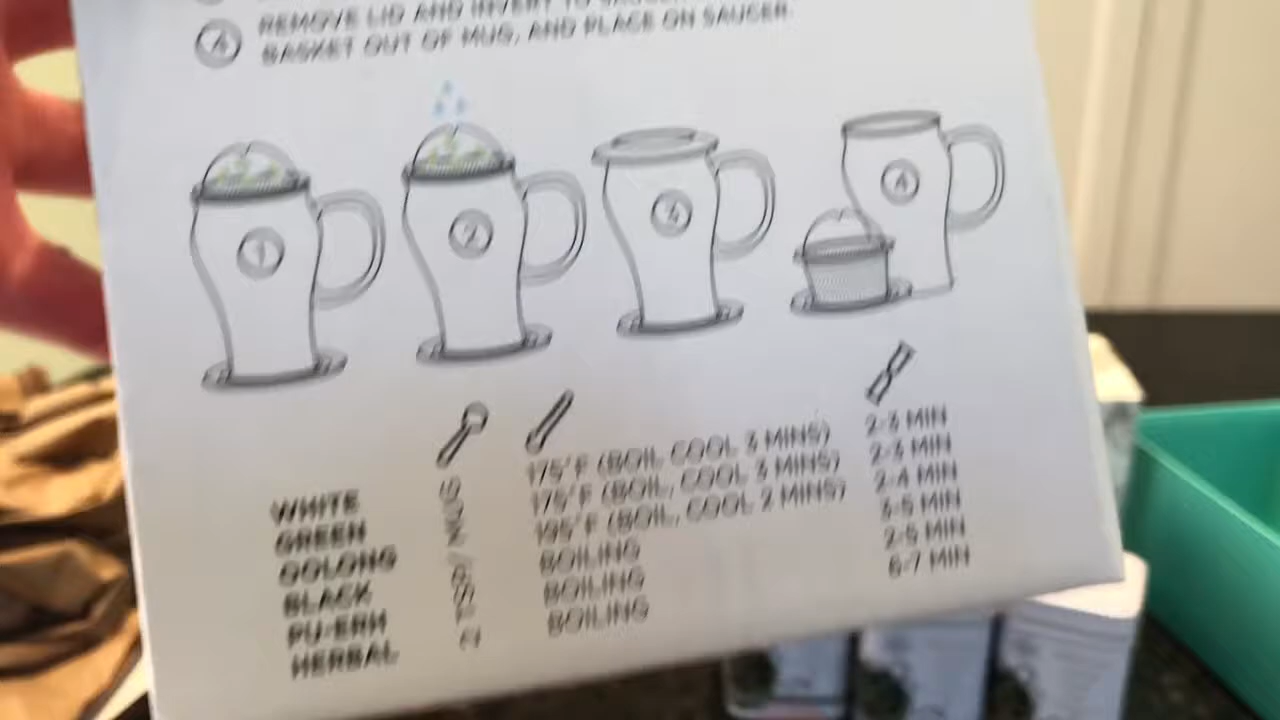 4 REMOVE LID AND INVERT TO
BASKET OUT OF MUG, AND PLACE ON SAUCER.
1 2 3 4
WHITE 175°F (BOIL COOL 3 MINS) 2-3 MIN
GREEN 175°F (BOIL, COOL 3 MINS) 2-3 MIN
OOLONG 195°F (BOIL, COOL 2 MINS) 2-4 MIN
BLACK BOILING 3-5 MIN
PU-ERH BOILING 2-5 MIN
HERBAL BOILING 6-7 MIN
2 TSP /